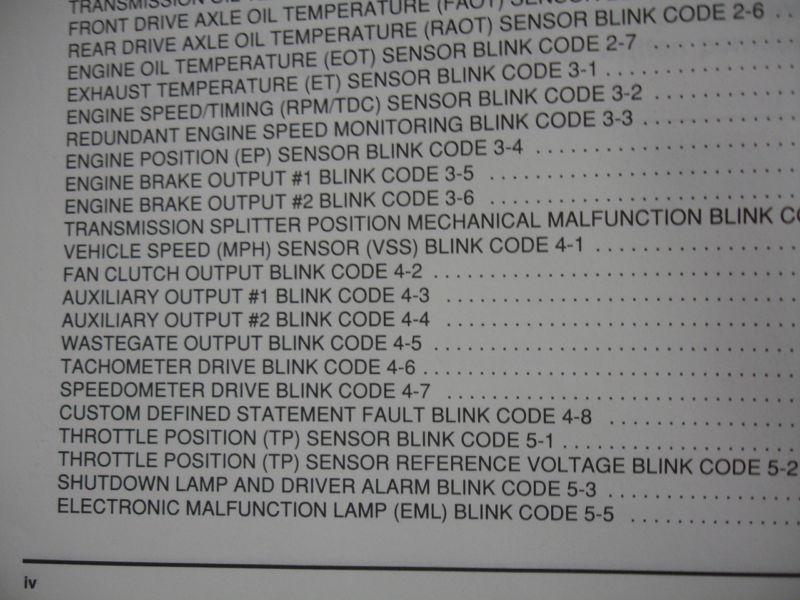 TRANSMISSION OIL
FRONT DRIVE AXLE OIL TEMPERATURE (FAOT) SENSOR
REAR DRIVE AXLE OIL TEMPERATURE (RAOT) SENSOR BLINK CODE 2-6 . .
ENGINE OIL TEMPERATURE (EOT) SENSOR BLINK CODE 2-7 . . . . . . . . . . . .
EXHAUST TEMPERATURE (ET) SENSOR BLINK CODE 3-1 . . . . . . . . . . . . . . . .
ENGINE SPEED/TIMING (RPM/TDC) SENSOR BLINK CODE 3-2 . . . . . . . . . . . .
REDUNDANT ENGINE SPEED MONITORING BLINK CODE 3-3 . . . . . . . . . . . . .
ENGINE POSITION (EP) SENSOR BLINK CODE 3-4 . . . . . . . . . . . . . . . . . . . . .
ENGINE BRAKE OUTPUT #1 BLINK CODE 3-5 . . . . . . . . . . . . . . . . . . . . . . . . .
ENGINE BRAKE OUTPUT #2 BLINK CODE 3-6 . . . . . . . . . . . . . . . . . . . . . . . . .
TRANSMISSION SPLITTER POSITION MECHANICAL MALFUNCTION BLINK CO
VEHICLE SPEED (MPH) SENSOR (VSS) BLINK CODE 4-1 . . . . . . . . . . . . . . . . .
FAN CLUTCH OUTPUT BLINK CODE 4-2 . . . . . . . . . . . . . . . . . . . . . . . . . . . . .
AUXILIARY OUTPUT #1 BLINK CODE 4-3 . . . . . . . . . . . . . . . . . . . . . . . . . . . .
AUXILIARY OUTPUT #2 BLINK CODE 4-4 . . . . . . . . . . . . . . . . . . . . . . . . . . . .
WASTEGATE OUTPUT BLINK CODE 4-5 . . . . . . . . . . . . . . . . . . . . . . . . . . . . .
TACHOMETER DRIVE BLINK CODE 4-6 . . . . . . . . . . . . . . . . . . . . . . . . . . . . . .
SPEEDOMETER DRIVE BLINK CODE 4-7 . . . . . . . . . . . . . . . . . . . . . . . . . . . .
CUSTOM DEFINED STATEMENT FAULT BLINK CODE 4-8 . . . . . . . . . . . . . . .
THROTTLE POSITION (TP) SENSOR BLINK CODE 5-1 . . . . . . . . . . . . . . . . . . .
THROTTLE POSITION (TP) SENSOR REFERENCE VOLTAGE BLINK CODE 5-2
SHUTDOWN LAMP AND DRIVER ALARM BLINK CODE 5-3 . . . . . . . . . . . . . . .
ELECTRONIC MALFUNCTION LAMP (EML) BLINK CODE 5-5 . . . . . . . . . . . . .
iv